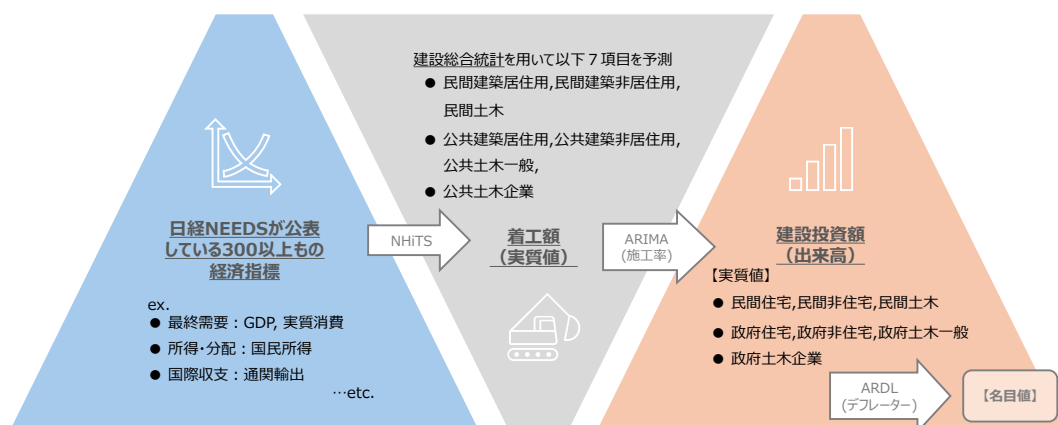 日経NEEDSが公表
している300以上もの
経済指標
ex.
● 最終需要：GDP, 実質消費
● 所得・分配：国民所得
● 国際収支：通関輸出
…etc.
NHiTS
建設総合統計を用いて以下７項目を予測
● 民間建築居住用,民間建築非居住用,
民間土木
● 公共建築居住用,公共建築非居住用,
公共土木一般,
● 公共土木企業
着工額
（実質値）
ARIMA
(施工率)
建設投資額
（出来高）
【実質値】
● 民間住宅,民間非住宅,民間土木
● 政府住宅,政府非住宅,政府土木一般
● 政府土木企業
ARDL
(デフレーター)
【名目値】